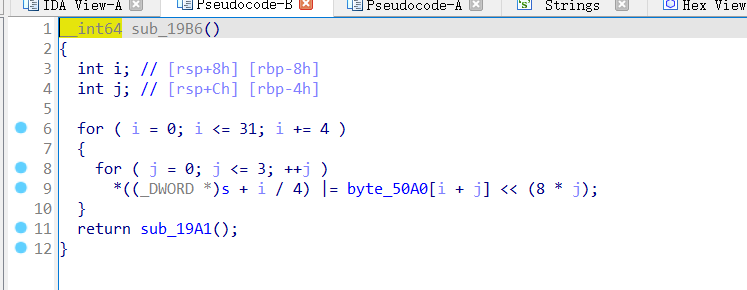 IDA View-A Pseudocode-B Pseudocode-A 's' Strings Hex View
1 __int64 sub_19B6()
2 {
3 int i; // [rsp+8h] [rbp-8h]
4 int j; // [rsp+Ch] [rbp-4h]
5
6 for ( i = 0; i <= 31; i += 4 )
7 {
8 for ( j = 0; j <= 3; ++j )
9 *((_DWORD *)s + i / 4) |= byte_50A0[i + j] << (8 * j);
10 }
11 return sub_19A1();
12 }